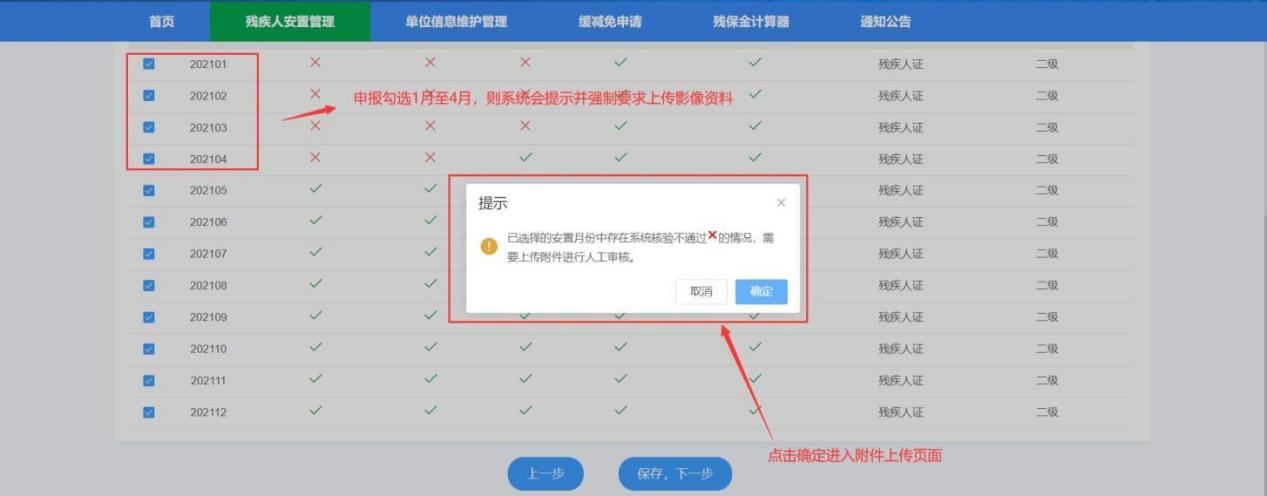 首页 残疾人安置管理 单位信息维护管理 缓减免申请 残保金计算器 通知公告
202101 残疾人证 二级
202102 残疾人证 二级
申报勾选1月至4月，则系统会提示并强制要求上传影像资料
202103 残疾人证 二级
202104 残疾人证 二级
202105 残疾人证 二级
202106 残疾人证 二级
202107 残疾人证 二级
202108 残疾人证 二级
202109 残疾人证 二级
202110 残疾人证 二级
202111 残疾人证 二级
202112 残疾人证 二级
提示
已选择的安置月份中存在系统核验不通过×的情况，需
要上传附件进行人工审核。
取消 确定
点击确定进入附件上传页面
上一步 保存，下一步